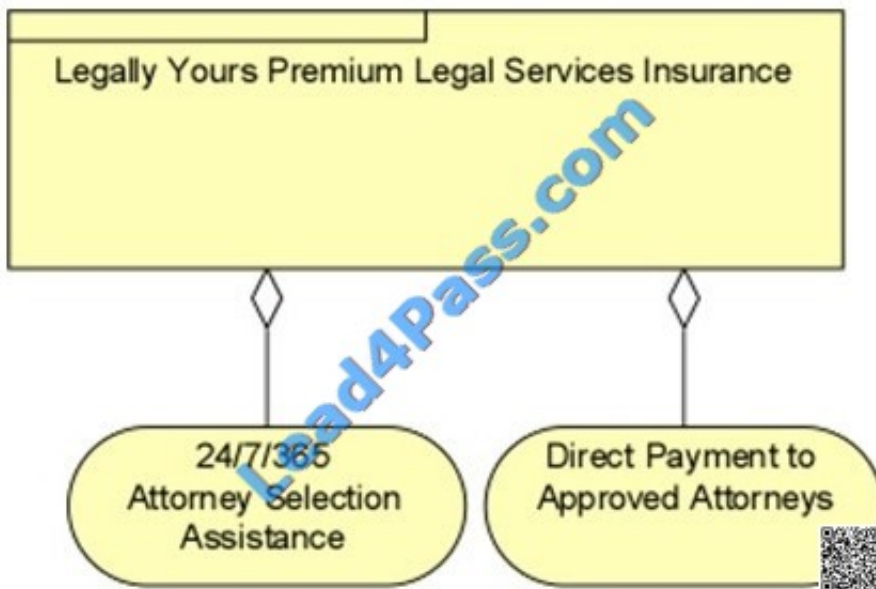 Legally Yours Premium Legal Services Insurance
Lead4Pass.com
24/7/365
Attorney Selection
Assistance
Direct Payment to
Approved Attorneys